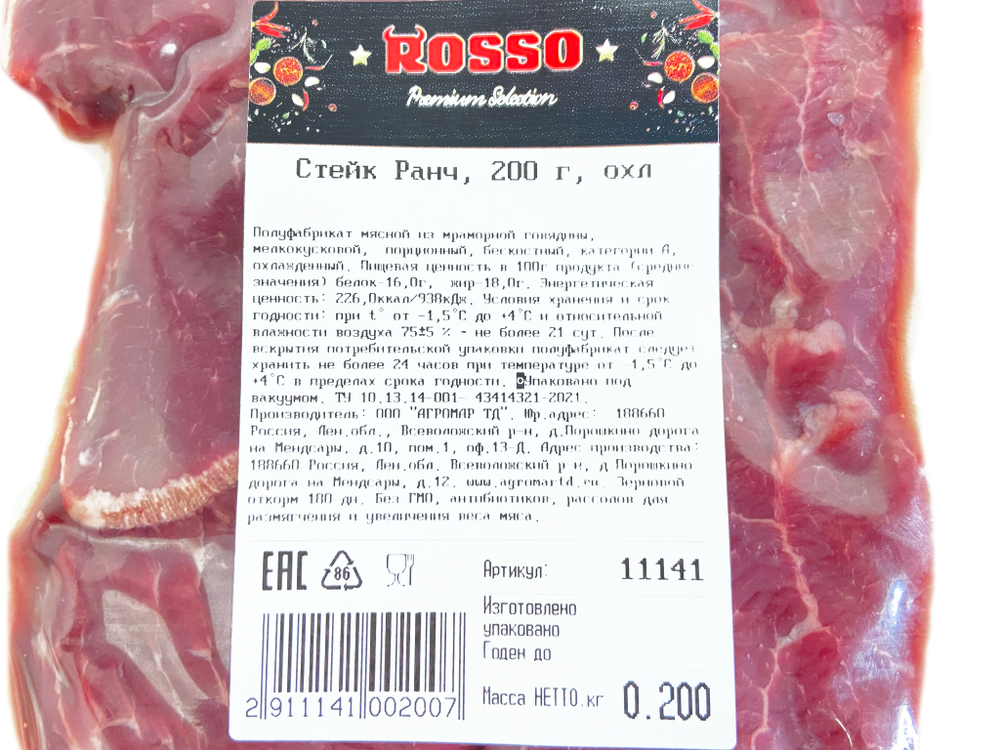 ROSSO
Premium Selection
Стейк Ранч, 200 г, охл
Полуфабрикат мясной из мраморной говядины,
мелкокусковой, порционный, бескостный, категории А,
охлажденный. Пищевая ценность в 100г продукта (средние
значения) белок-16,0г, жир-18,0г. Энергетическая
ценность: 226,0ккал/938кДж. Условия хранения и срок
годности: при t° от -1,5°C до +4°C и относительной
влажности воздуха 75±5 % - не более 21 сут. После
вскрытия потребительской упаковки полуфабрикат следует
хранить не более 24 часов при температуре от -1,5°C до
+4°C в пределах срока годности. оУпаковано под
вакуумом. ТУ 10.13.14-001- 43414321-2021.
Производитель: ООО "АГРОМАР ТД". Юр.адрес: 188660
Россия, Лен.обл., Всеволожский р-н, д.Порошкино дорога
на Мендсары, д.10, пом.1, оф.13-Д. Адрес производства:
188660 Россия, Лен.обл. Всеволожский р-н, д.Порошкино
дорога на Мендсары, д.12. www.agromartd.ru. Зерновой
откорм 180 дн. Без ГМО, антибиотиков, рассолов для
размягчения и увеличения веса мяса.
EAC 86
Артикул: 11141
Изготовлено
упаковано
Годен до
Масса НЕТТО.кг 0.200
2 911141 002007